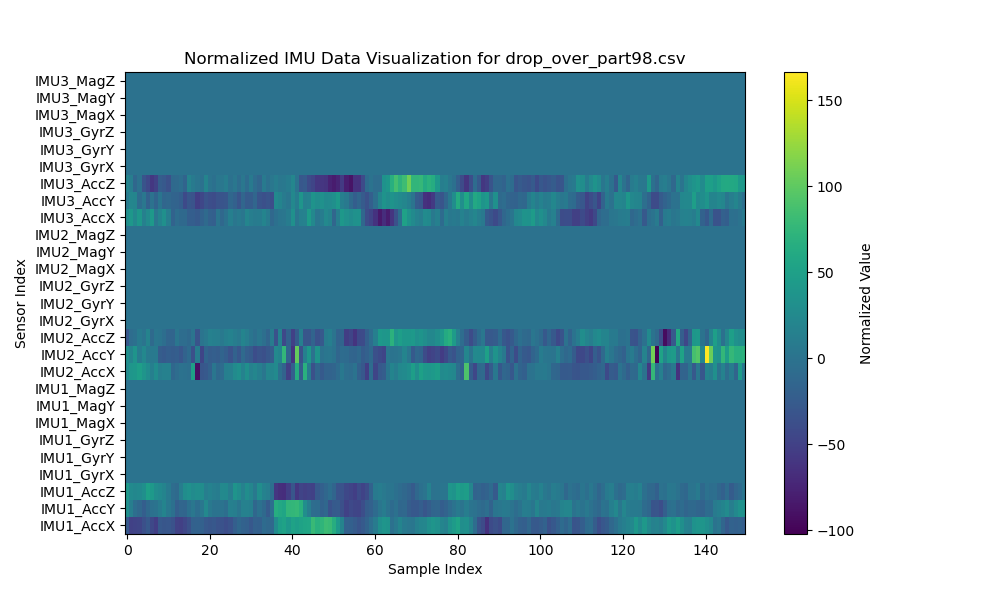 Normalized IMU Data Visualization for drop_over_part98.csv
IMU3_MagZ
IMU3_MagY
IMU3_MagX
IMU3_GyrZ
IMU3_GyrY
IMU3_GyrX
IMU3_AccZ
IMU3_AccY
IMU3_AccX
IMU2_MagZ
IMU2_MagY
IMU2_MagX
IMU2_GyrZ
IMU2_GyrY
IMU2_GyrX
IMU2_AccZ
IMU2_AccY
IMU2_AccX
IMU1_MagZ
IMU1_MagY
IMU1_MagX
IMU1_GyrZ
IMU1_GyrY
IMU1_GyrX
IMU1_AccZ
IMU1_AccY
IMU1_AccX
Sensor Index
0 20 40 60 80 100 120 140
Sample Index
150
100
50
0
−50
−100
Normalized Value